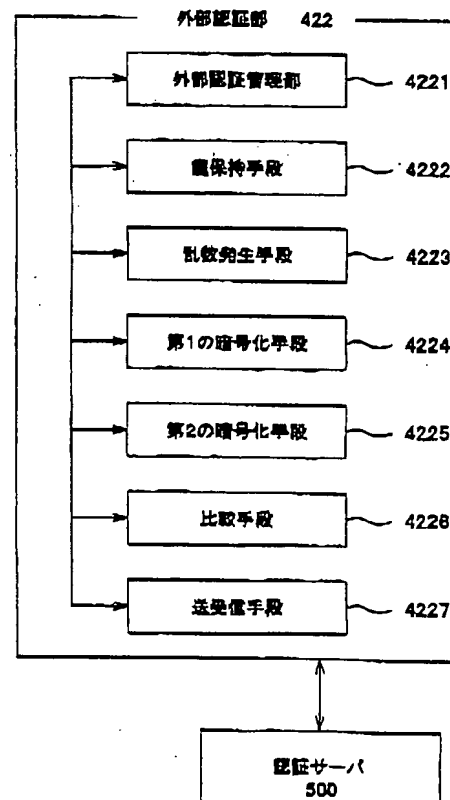 外部認証部 422
外部認証管理部 4221
鍵保持手段 4222
乱数発生手段 4223
第1の暗号化手段 4224
第2の暗号化手段 4225
比較手段 4226
送受信手段 4227
認証サーバ
500